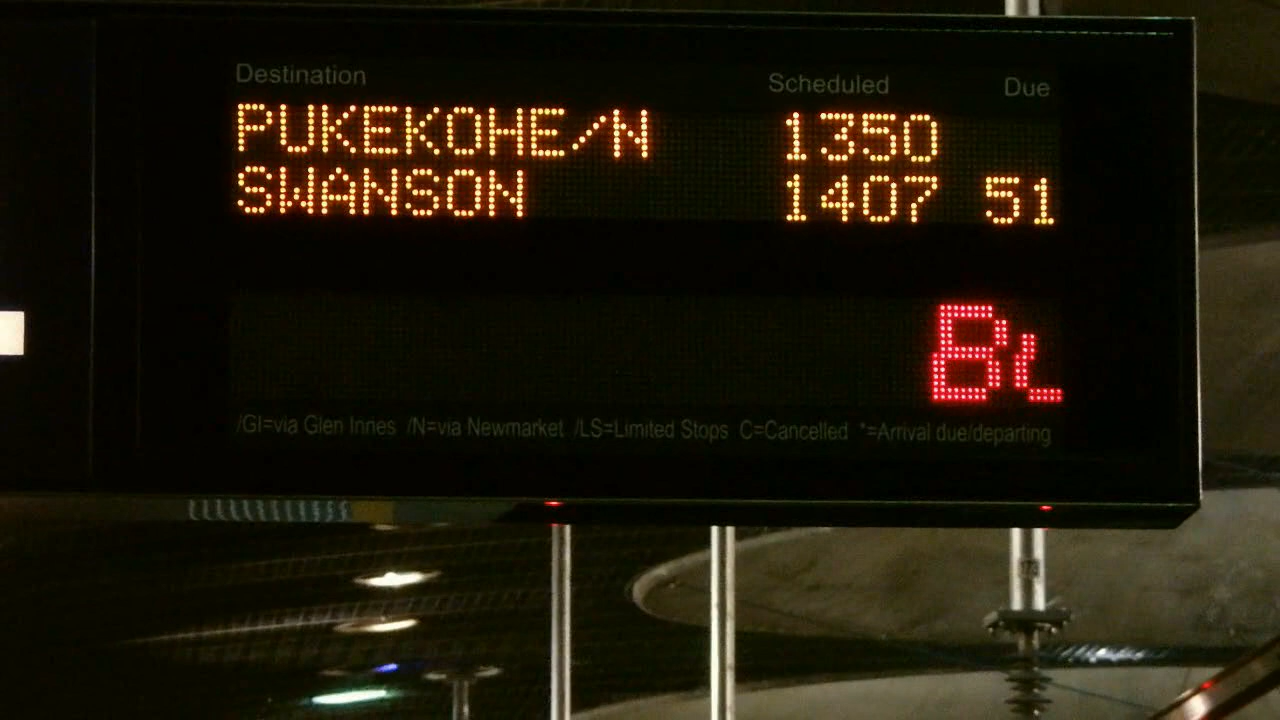 Destination Scheduled Due
PUKEKOHE/N 1350
SWANSON 1407 51
/GI=via Glen Innes /N=via Newmarket /LS=Limited Stops C=Cancelled *=Arrival due/departing